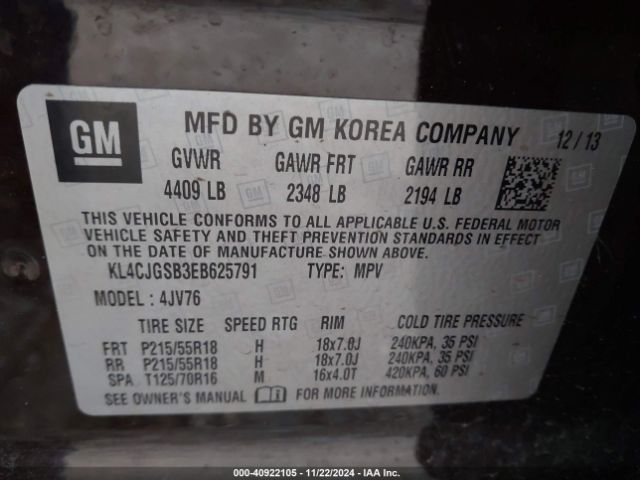 GM
MFD BY GM KOREA COMPANY 12/13
GVWR GAWR FRT GAWR RR
4409 LB 2348 LB 2194 LB
THIS VEHICLE CONFORMS TO ALL APPLICABLE U.S. FEDERAL MOTOR
VEHICLE SAFETY AND THEFT PREVENTION STANDARDS IN EFFECT
ON THE DATE OF MANUFACTURE SHOWN ABOVE.
KL4CJGSB3EB625791 TYPE: MPV
MODEL: 4JV76
TIRE SIZE SPEED RTG RIM COLD TIRE PRESSURE
FRT P215/55R18 H 18x7.0J 240KPA, 35 PSI
RR P215/55R18 H 18x7.0J 240KPA, 35 PSI
SPA T125/70R16 M 16x4.0T 420KPA, 60 PSI
SEE OWNER'S MANUAL FOR MORE INFORMATION.
000-40922105 - 11/22/2024 - IAA Inc.